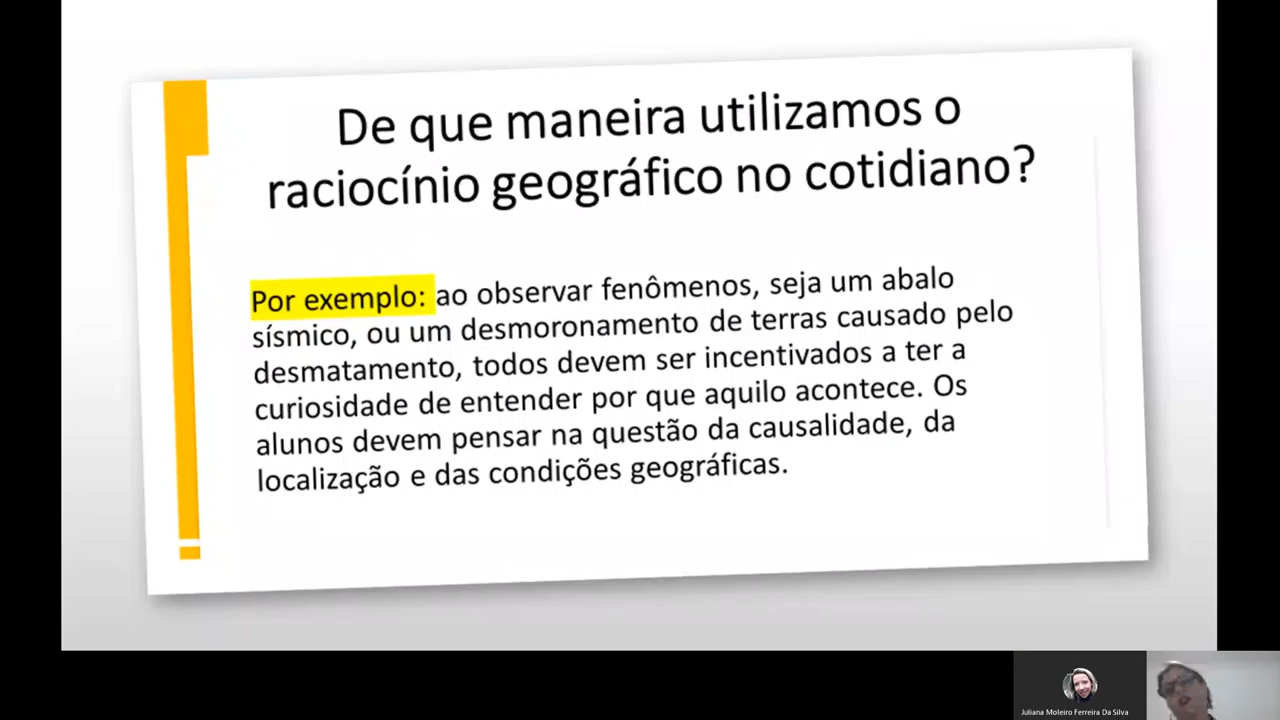 De que maneira utilizamos o
raciocínio geográfico no cotidiano?
Por exemplo: ao observar fenômenos, seja um abalo
sísmico, ou um desmoronamento de terras causado pelo
desmatamento, todos devem ser incentivados a ter a
curiosidade de entender por que aquilo acontece. Os
alunos devem pensar na questão da causalidade, da
localização e das condições geográficas.
Juliana Moleiro Ferreira Da Silva